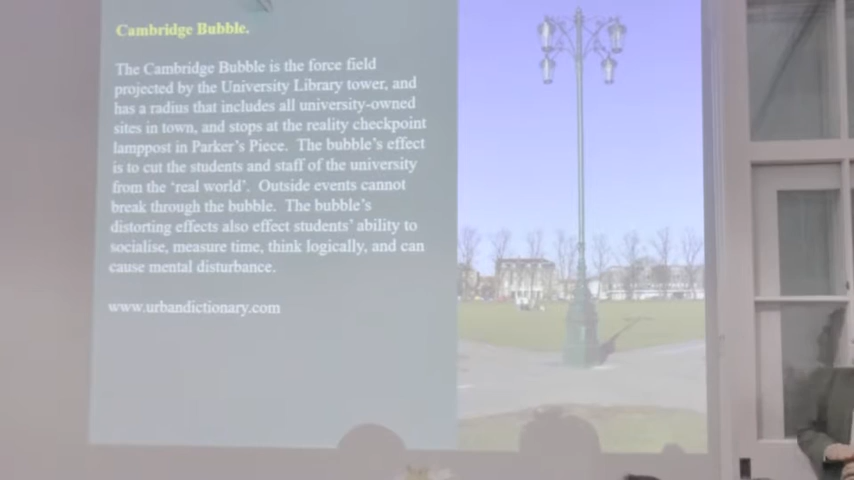 Cambridge Bubble.
The Cambridge Bubble is the force field
projected by the University Library tower, and
has a radius that includes all university-owned
sites in town, and stops at the reality checkpoint
lamppost in Parker's Piece. The bubble's effect
is to cut the students and staff of the university
from the 'real world'. Outside events cannot
break through the bubble. The bubble's
distorting effects also effect students' ability to
socialise, measure time, think logically, and can
cause mental disturbance.
www.urbandictionary.com